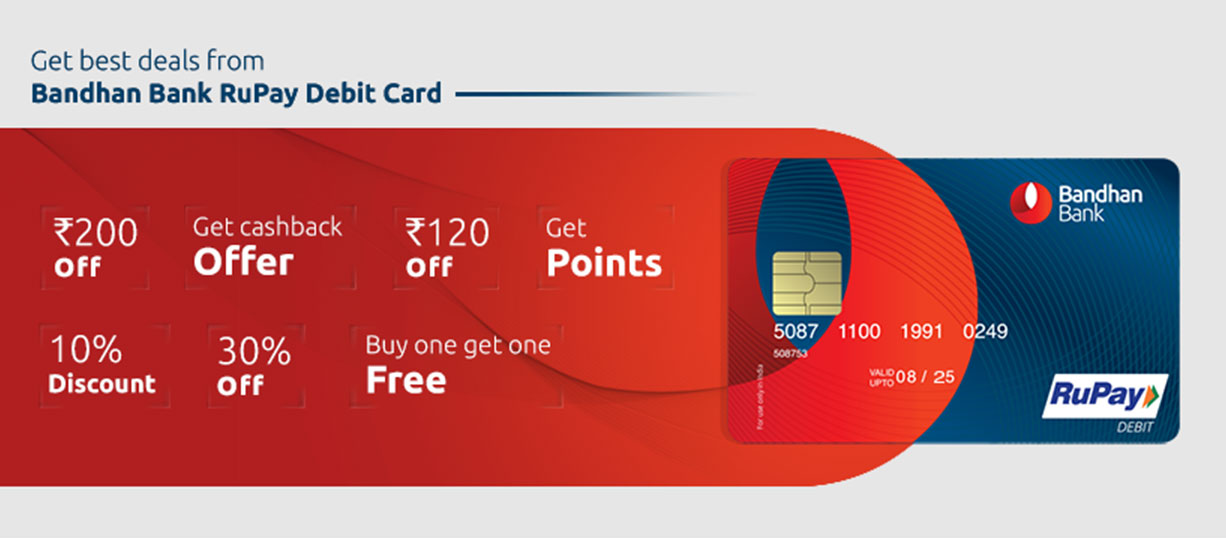 Get best deals from
Bandhan Bank RuPay Debit Card
₹200
Off
Get cashback
Offer
₹120
Off
Get
Points
10%
Discount
30%
Off
Buy one get one
Free
Bandhan
Bank
5087 1100 1991 0249
508753
VALID
UPTO 08 / 25
For use only in India
RuPay
DEBIT